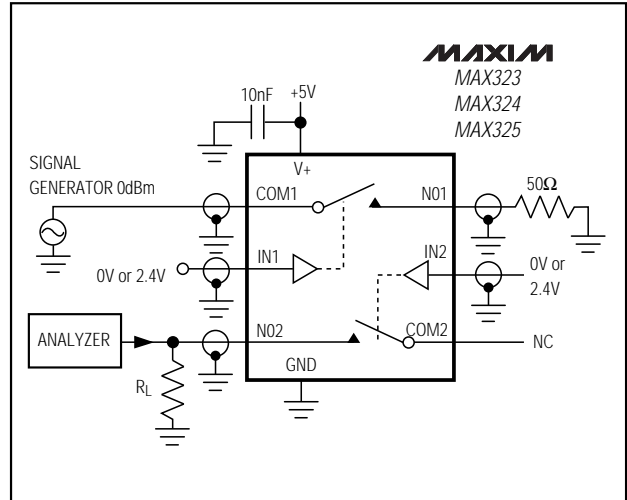 MAXIM
MAX323
MAX324
MAX325
10nF
+5V
V+
SIGNAL
GENERATOR 0dBm
COM1
N01
50Ω
IN1
IN2
0V or 2.4V
0V or
2.4V
ANALYZER
N02
COM2
NC
GND
RL